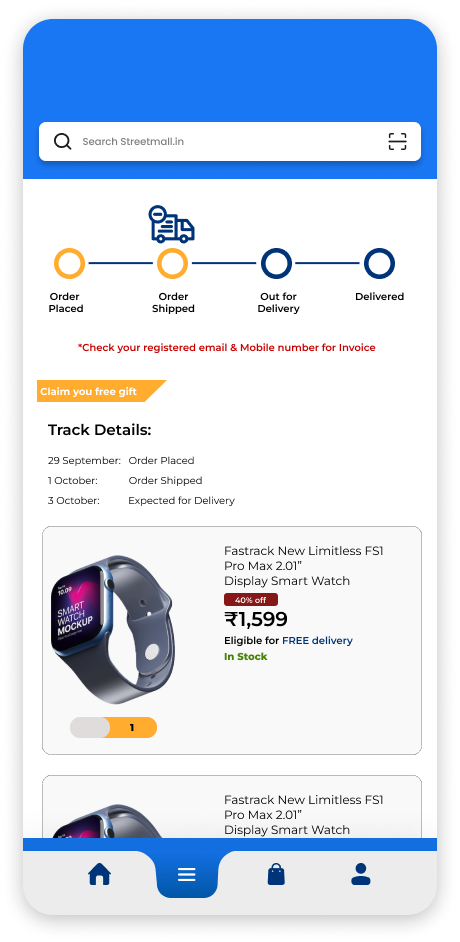 Search Streetmall.in
Order Placed
Order Shipped
Out for Delivery
Delivered
*Check your registered email & Mobile number for Invoice
Claim you free gift
Track Details:
29 September: Order Placed
1 October: Order Shipped
3 October: Expected for Delivery
Fastrack New Limitless FS1
Pro Max 2.01”
Display Smart Watch
40% off
₹1,599
Eligible for FREE delivery
In Stock
10:09
SMART
WATCH
MOCKUP
1
Fastrack New Limitless FS1
Pro Max 2.01”
Display Smart Watch